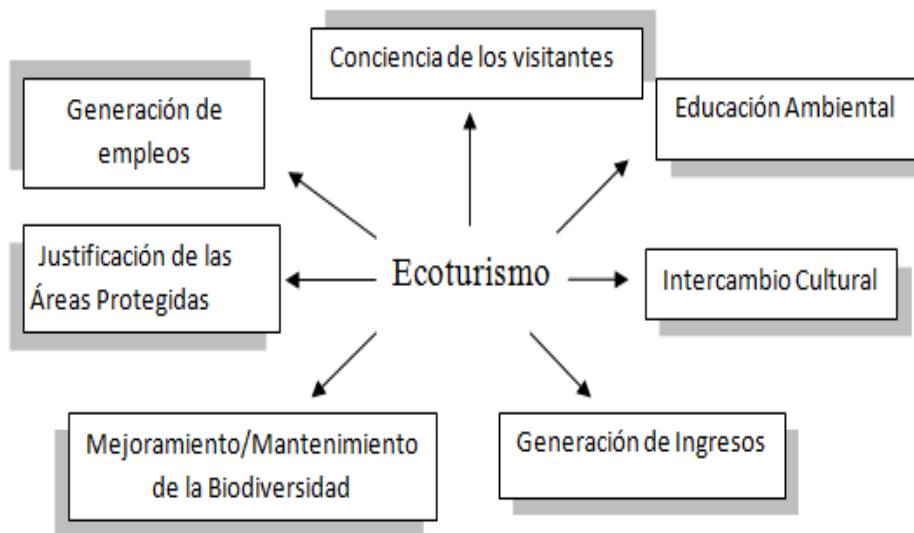 Conciencia de los visitantes
Generación de
empleos
Educación Ambiental
Justificación de las
Áreas Protegidas
Ecoturismo
Intercambio Cultural
Mejoramiento/Mantenimiento
de la Biodiversidad
Generación de Ingresos